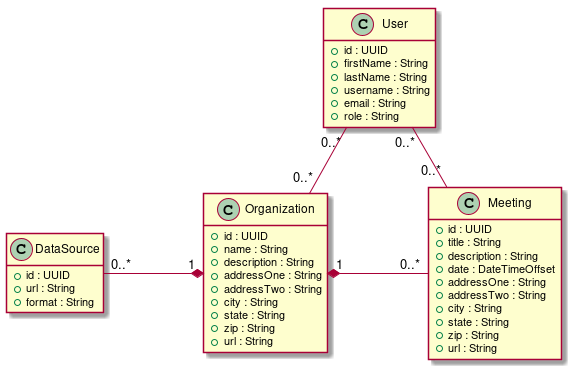 C User
id : UUID
firstName : String
lastName : String
username : String
email : String
role : String
0..*
0..*
0..*
0..*
C Organization
id : UUID
name : String
description : String
addressOne : String
addressTwo : String
city : String
state : String
zip : String
url : String
C Meeting
id : UUID
title : String
description : String
date : DateTimeOffset
addressOne : String
addressTwo : String
city : String
state : String
zip : String
url : String
C DataSource
id : UUID
url : String
format : String
0..*
1
1
0..*